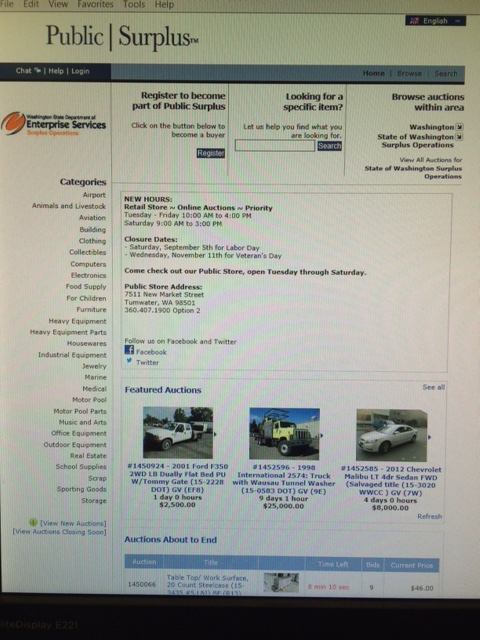 File Edit View Favorites Tools Help
English
Public | Surplus™
Chat | Help | Login
Home | Browse | Search
Washington State Department of
Enterprise Services
Surplus Operations
Register to become
part of Public Surplus
Click on the button below to
become a buyer
Register
Looking for a
specific item?
Let us help you find what you
are looking for.
Search
Browse auctions
within area
Washington
State of Washington
Surplus Operations
View All Auctions for
State of Washington Surplus
Operations
Categories
Airport
Animals and Livestock
Aviation
Building
Clothing
Collectibles
Computers
Electronics
Food Supply
For Children
Furniture
Heavy Equipment
Heavy Equipment Parts
Housewares
Industrial Equipment
Jewelry
Marine
Medical
Motor Pool
Motor Pool Parts
Music and Arts
Office Equipment
Outdoor Equipment
Real Estate
School Supplies
Scrap
Sporting Goods
Storage
[View New Auctions]
[View Auctions Closing Soon]
NEW HOURS:
Retail Store ~ Online Auctions ~ Priority
Tuesday - Friday 10:00 AM to 4:00 PM
Saturday 9:00 AM to 3:00 PM
Closure Dates:
- Saturday, September 5th for Labor Day
- Wednesday, November 11th for Veteran's Day
Come check out our Public Store, open Tuesday through Saturday.
Public Store Address:
7511 New Market Street
Tumwater, WA 98501
360.407.1900 Option 2
Follow us on Facebook and Twitter
Facebook
Twitter
Featured Auctions
See all
#1450924 - 2001 Ford F350
2WD LB Dually Flat Bed PU
W/Tommy Gate (15-2228
DOT) GV (EF8)
1 day 0 hours
$2,500.00
#1452596 - 1998
International 2574: Truck
with Wausau Tunnel Washer
(15-0583 DOT) GV (9E)
9 days 1 hour
$25,000.00
#1452585 - 2012 Chevrolet
Malibu LT 4dr Sedan FWD
(Salvaged title (15-3020
WWCC ) GV (7W)
4 days 0 hours
$8,000.00
Refresh
Auctions About to End
Auction Title Time Left Bids Current Price
1450066 Table Top/ Work Surface,
20 Count Steelcase (15-
8 min 10 sec 9 $46.00
eDisplay E221